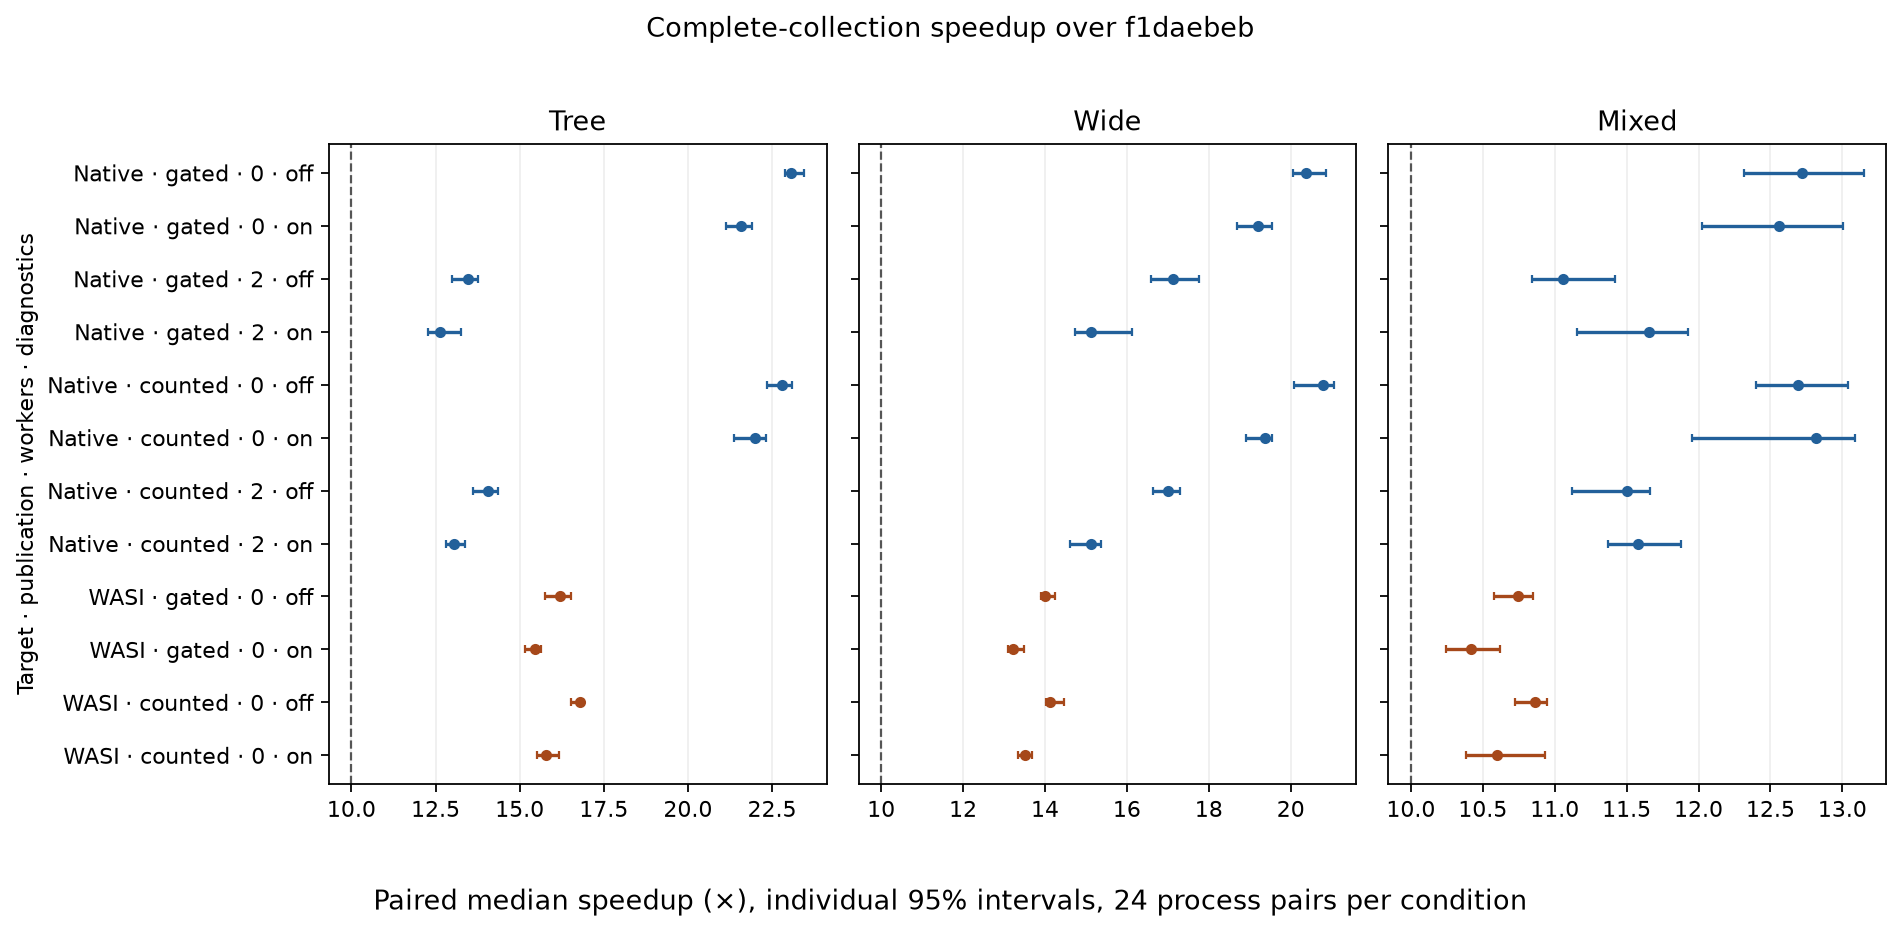 Complete-collection speedup over f1daebeb
Tree
Wide
Mixed
Target · publication · workers · diagnostics
Native · gated · 0 · off
Native · gated · 0 · on
Native · gated · 2 · off
Native · gated · 2 · on
Native · counted · 0 · off
Native · counted · 0 · on
Native · counted · 2 · off
Native · counted · 2 · on
WASI · gated · 0 · off
WASI · gated · 0 · on
WASI · counted · 0 · off
WASI · counted · 0 · on
10.0 12.5 15.0 17.5 20.0 22.5
10 12 14 16 18 20
10.0 10.5 11.0 11.5 12.0 12.5 13.0
Paired median speedup (×), individual 95% intervals, 24 process pairs per condition